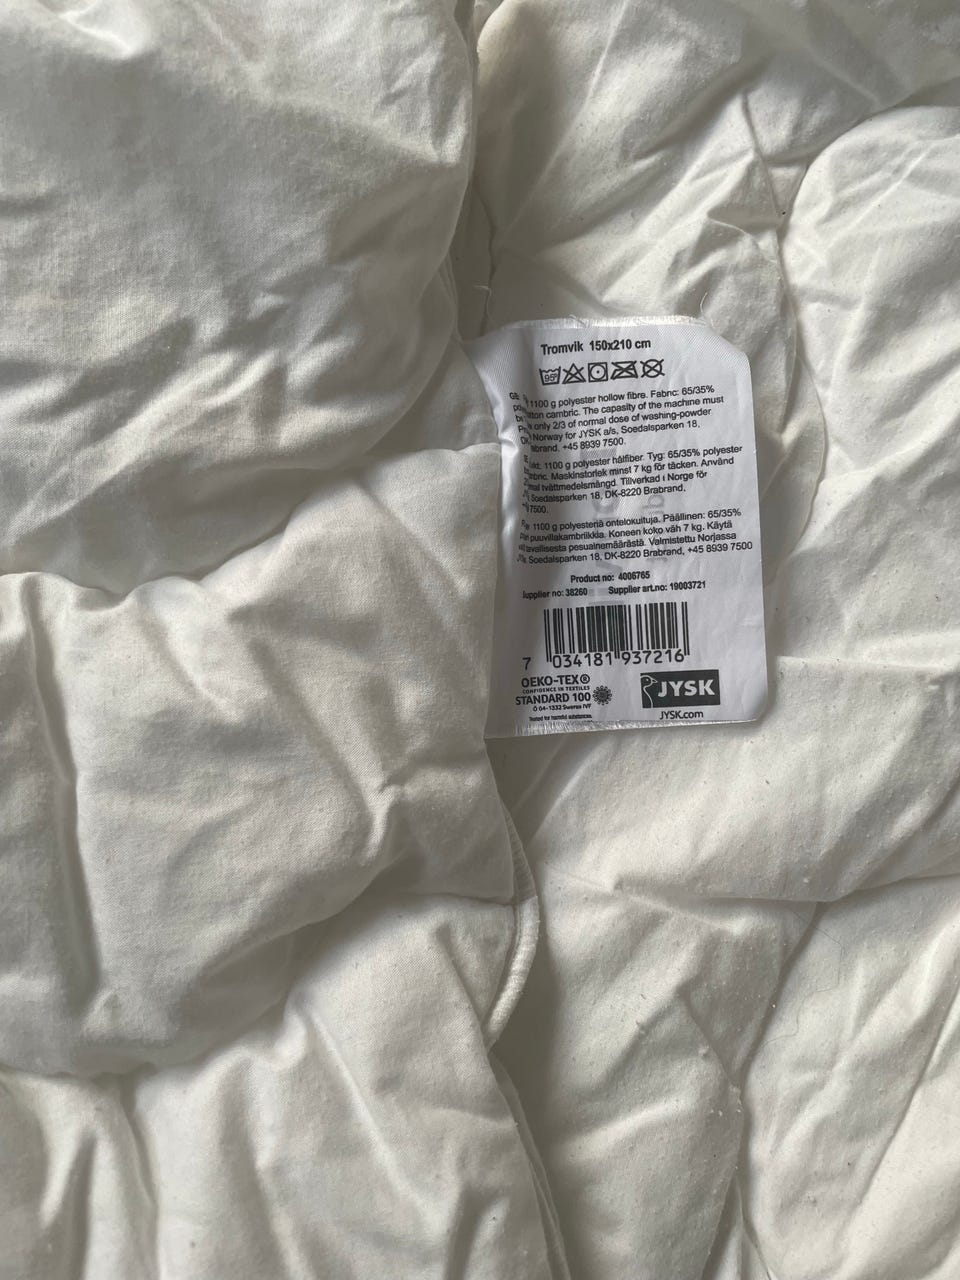 Tromvik 150x210 cm
95°
1100 g polyester hollow fibre. Fabric: 65/35%
cotton cambric. The capacity of the machine must
only 2/3 of normal dose of washing-powder
Norway for JYSK a/s, Soedalsparken 18,
+45 8939 7500.
1100 g polyester hålfiber. Tyg: 65/35% polyester
Maskinstorlek minst 7 kg för täcken. Använd
tvättmedelsmängd. Tillverkad i Norge för
Soedalsparken 18, DK-8220 Brabrand,
7500.
1100 g polyesteriä ontelokuituja. Päällinen: 65/35%
puuvillakambriikkia. Koneen koko väh 7 kg. Käytä
tavallisesta pesuainemäärästä. Valmistettu Norjassa
Soedalsparken 18, DK-8220 Brabrand, +45 8939 7500
Product no: 4006765
Supplier no: 38260 Supplier art.no: 19003721
7 034181 937216
OEKO-TEX®
CONFIDENCE IN TEXTILES
STANDARD 100
Ö 04-1332 Swerea IVF
Tested for harmful substances.
JYSK
JYSK.com